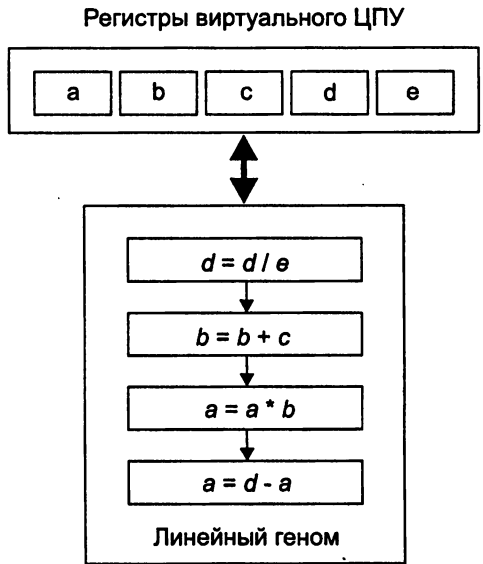 Регистры виртуального ЦПУ
a b c d e
d = d / e
b = b + c
a = a * b
a = d - a
Линейный геном